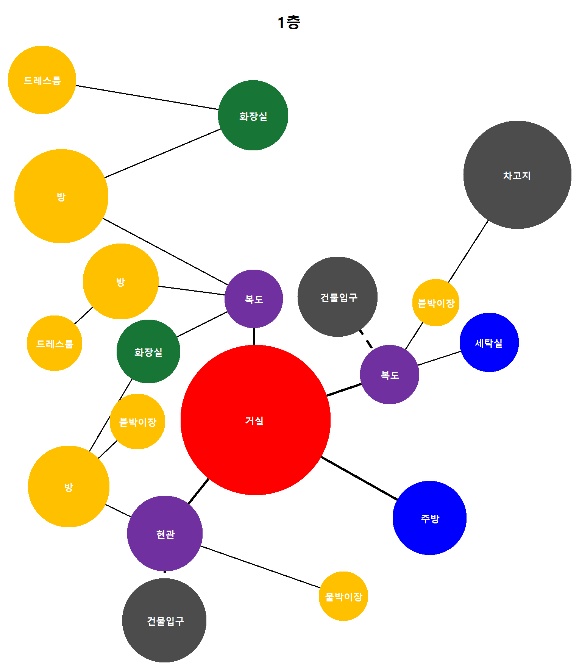 1층
드레스룸
화장실
차고지
방
방
건물입구
복도
붙박이장
드레스룸
화장실
세탁실
복도
거실
붙박이장
방
주방
현관
붙박이장
건물입구